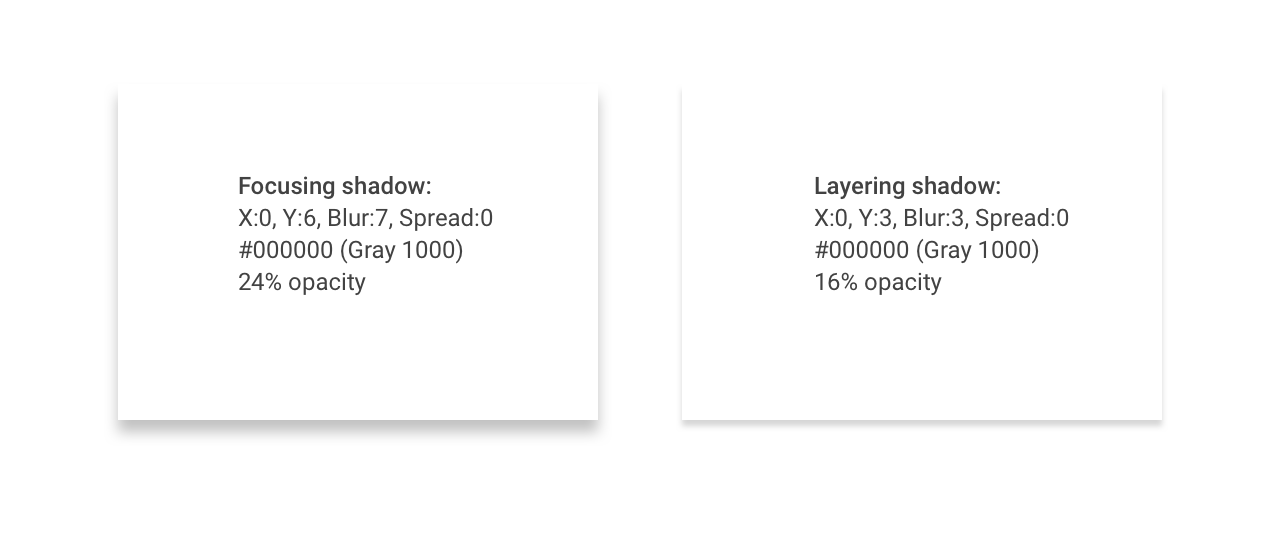 Focusing shadow:
X:0, Y:6, Blur:7, Spread:0
#000000 (Gray 1000)
24% opacity
Layering shadow:
X:0, Y:3, Blur:3, Spread:0
#000000 (Gray 1000)
16% opacity